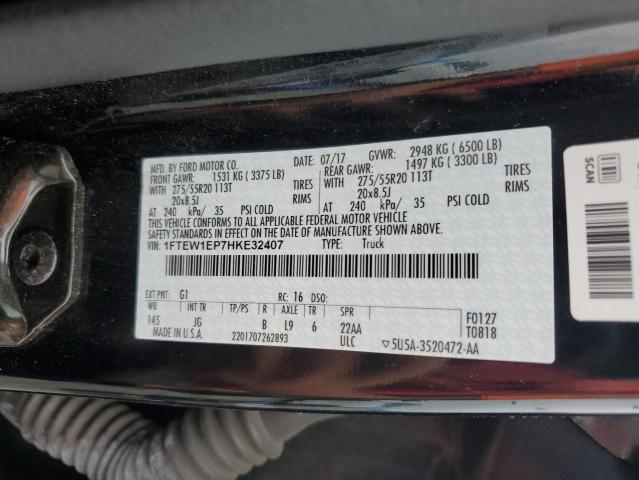 MFD. BY FORD MOTOR CO. 07/17 GVWR: 2948 KG ( 6500 LB)
FRONT GAWR: 1531 KG ( 3375 LB) REAR GAWR: 1497 KG ( 3300 LB)
WITH 275/55R20 113T TIRES WITH 275/55R20 113T TIRES
20x8.5J RIMS 20x8.5J RIMS
AT 240 kPa/ 35 PSI COLD AT 240 kPa/ 35 PSI COLD
THIS VEHICLE CONFORMS TO ALL APPLICABLE FEDERAL MOTOR VEHICLE
SAFETY STANDARDS IN EFFECT ON THE DATE OF MANUFACTURE SHOWN ABOVE.
VIN: 1FTEW1EP7HKE32407 TYPE: Truck
EXT PNT: G1 RC: 16 DSO:
WB INT TR TP/PS R AXLE TR SPR F0127
145 JG B L9 6 22AA T0818
MADE IN U.S.A. 2201707262893 ULC ▽5U5A-3520472-AA
SCAN